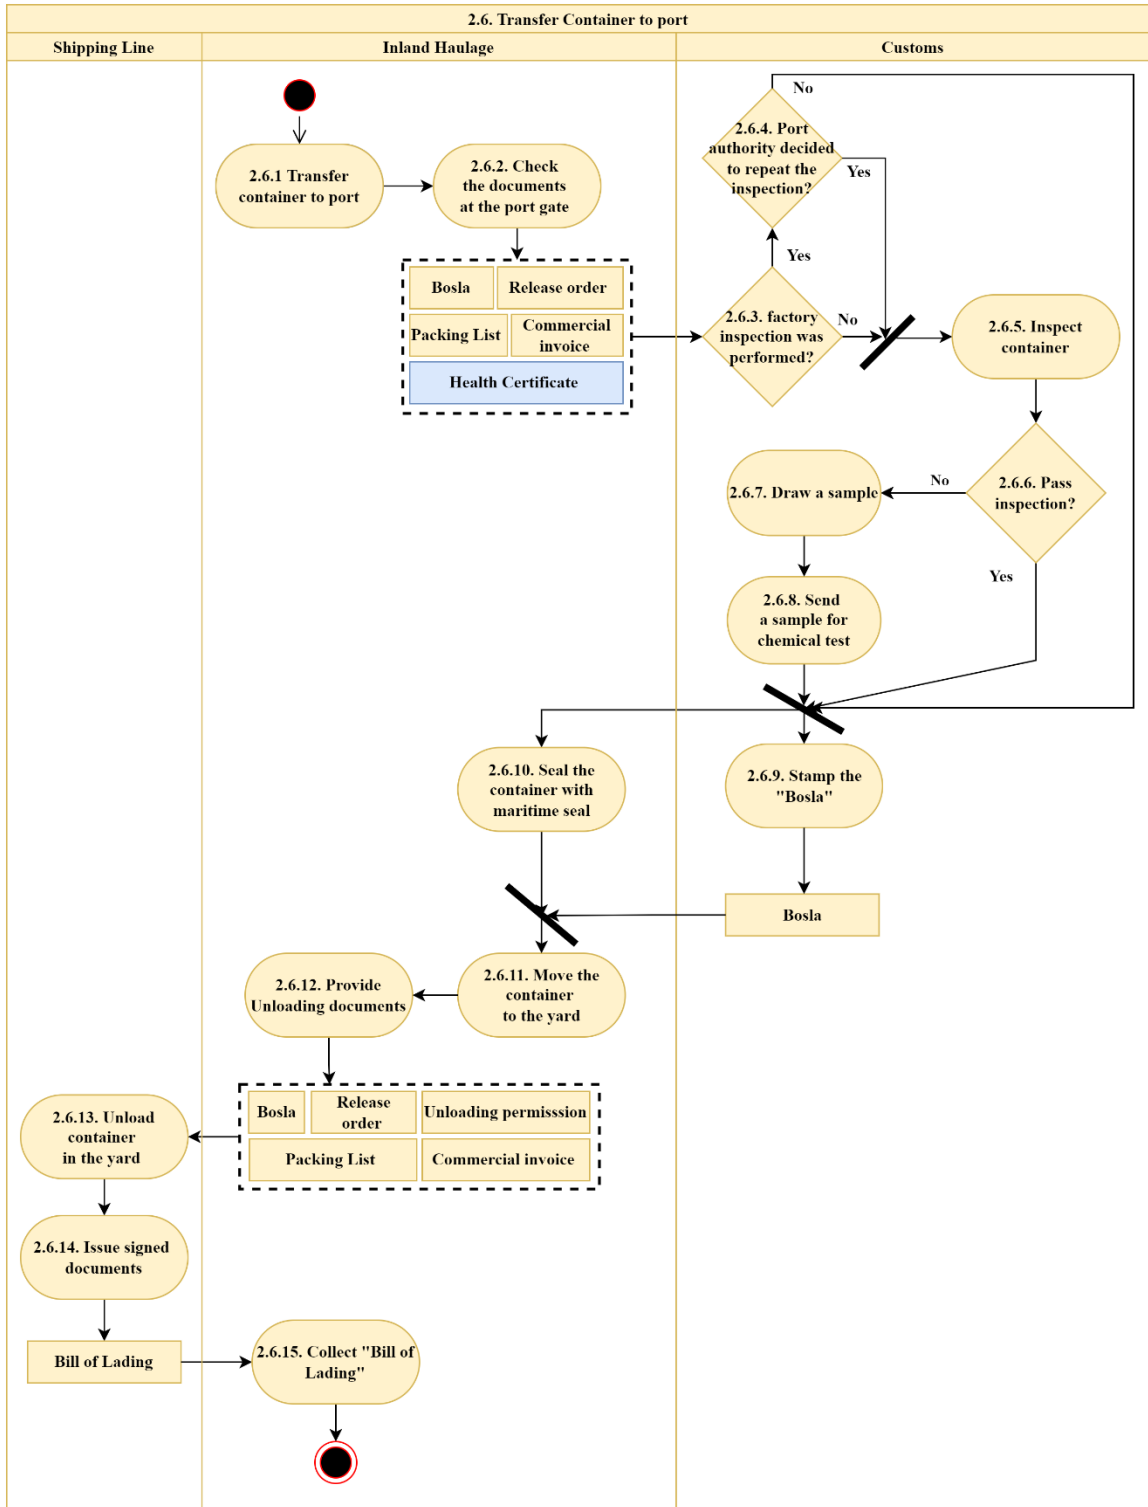 2.6. Transfer Container to port
Shipping Line
Inland Haulage
Customs
No
2.6.4. Port
authority decided
to repeat the
inspection?
Yes
2.6.1 Transfer
container to port
2.6.2. Check
the documents
at the port gate
Yes
Bosla
Release order
Packing List
Commercial
invoice
Health Certificate
2.6.3. factory
inspection was
performed?
No
2.6.5. Inspect
container
2.6.6. Pass
inspection?
No
2.6.7. Draw a sample
Yes
2.6.8. Send
a sample for
chemical test
2.6.10. Seal the
container with
maritime seal
2.6.9. Stamp the
"Bosla"
Bosla
2.6.12. Provide
Unloading documents
2.6.11. Move the
container
to the yard
Bosla
Release
order
Unloading permisssion
Packing List
Commercial invoice
2.6.13. Unload
container
in the yard
2.6.14. Issue signed
documents
Bill of Lading
2.6.15. Collect "Bill of
Lading"